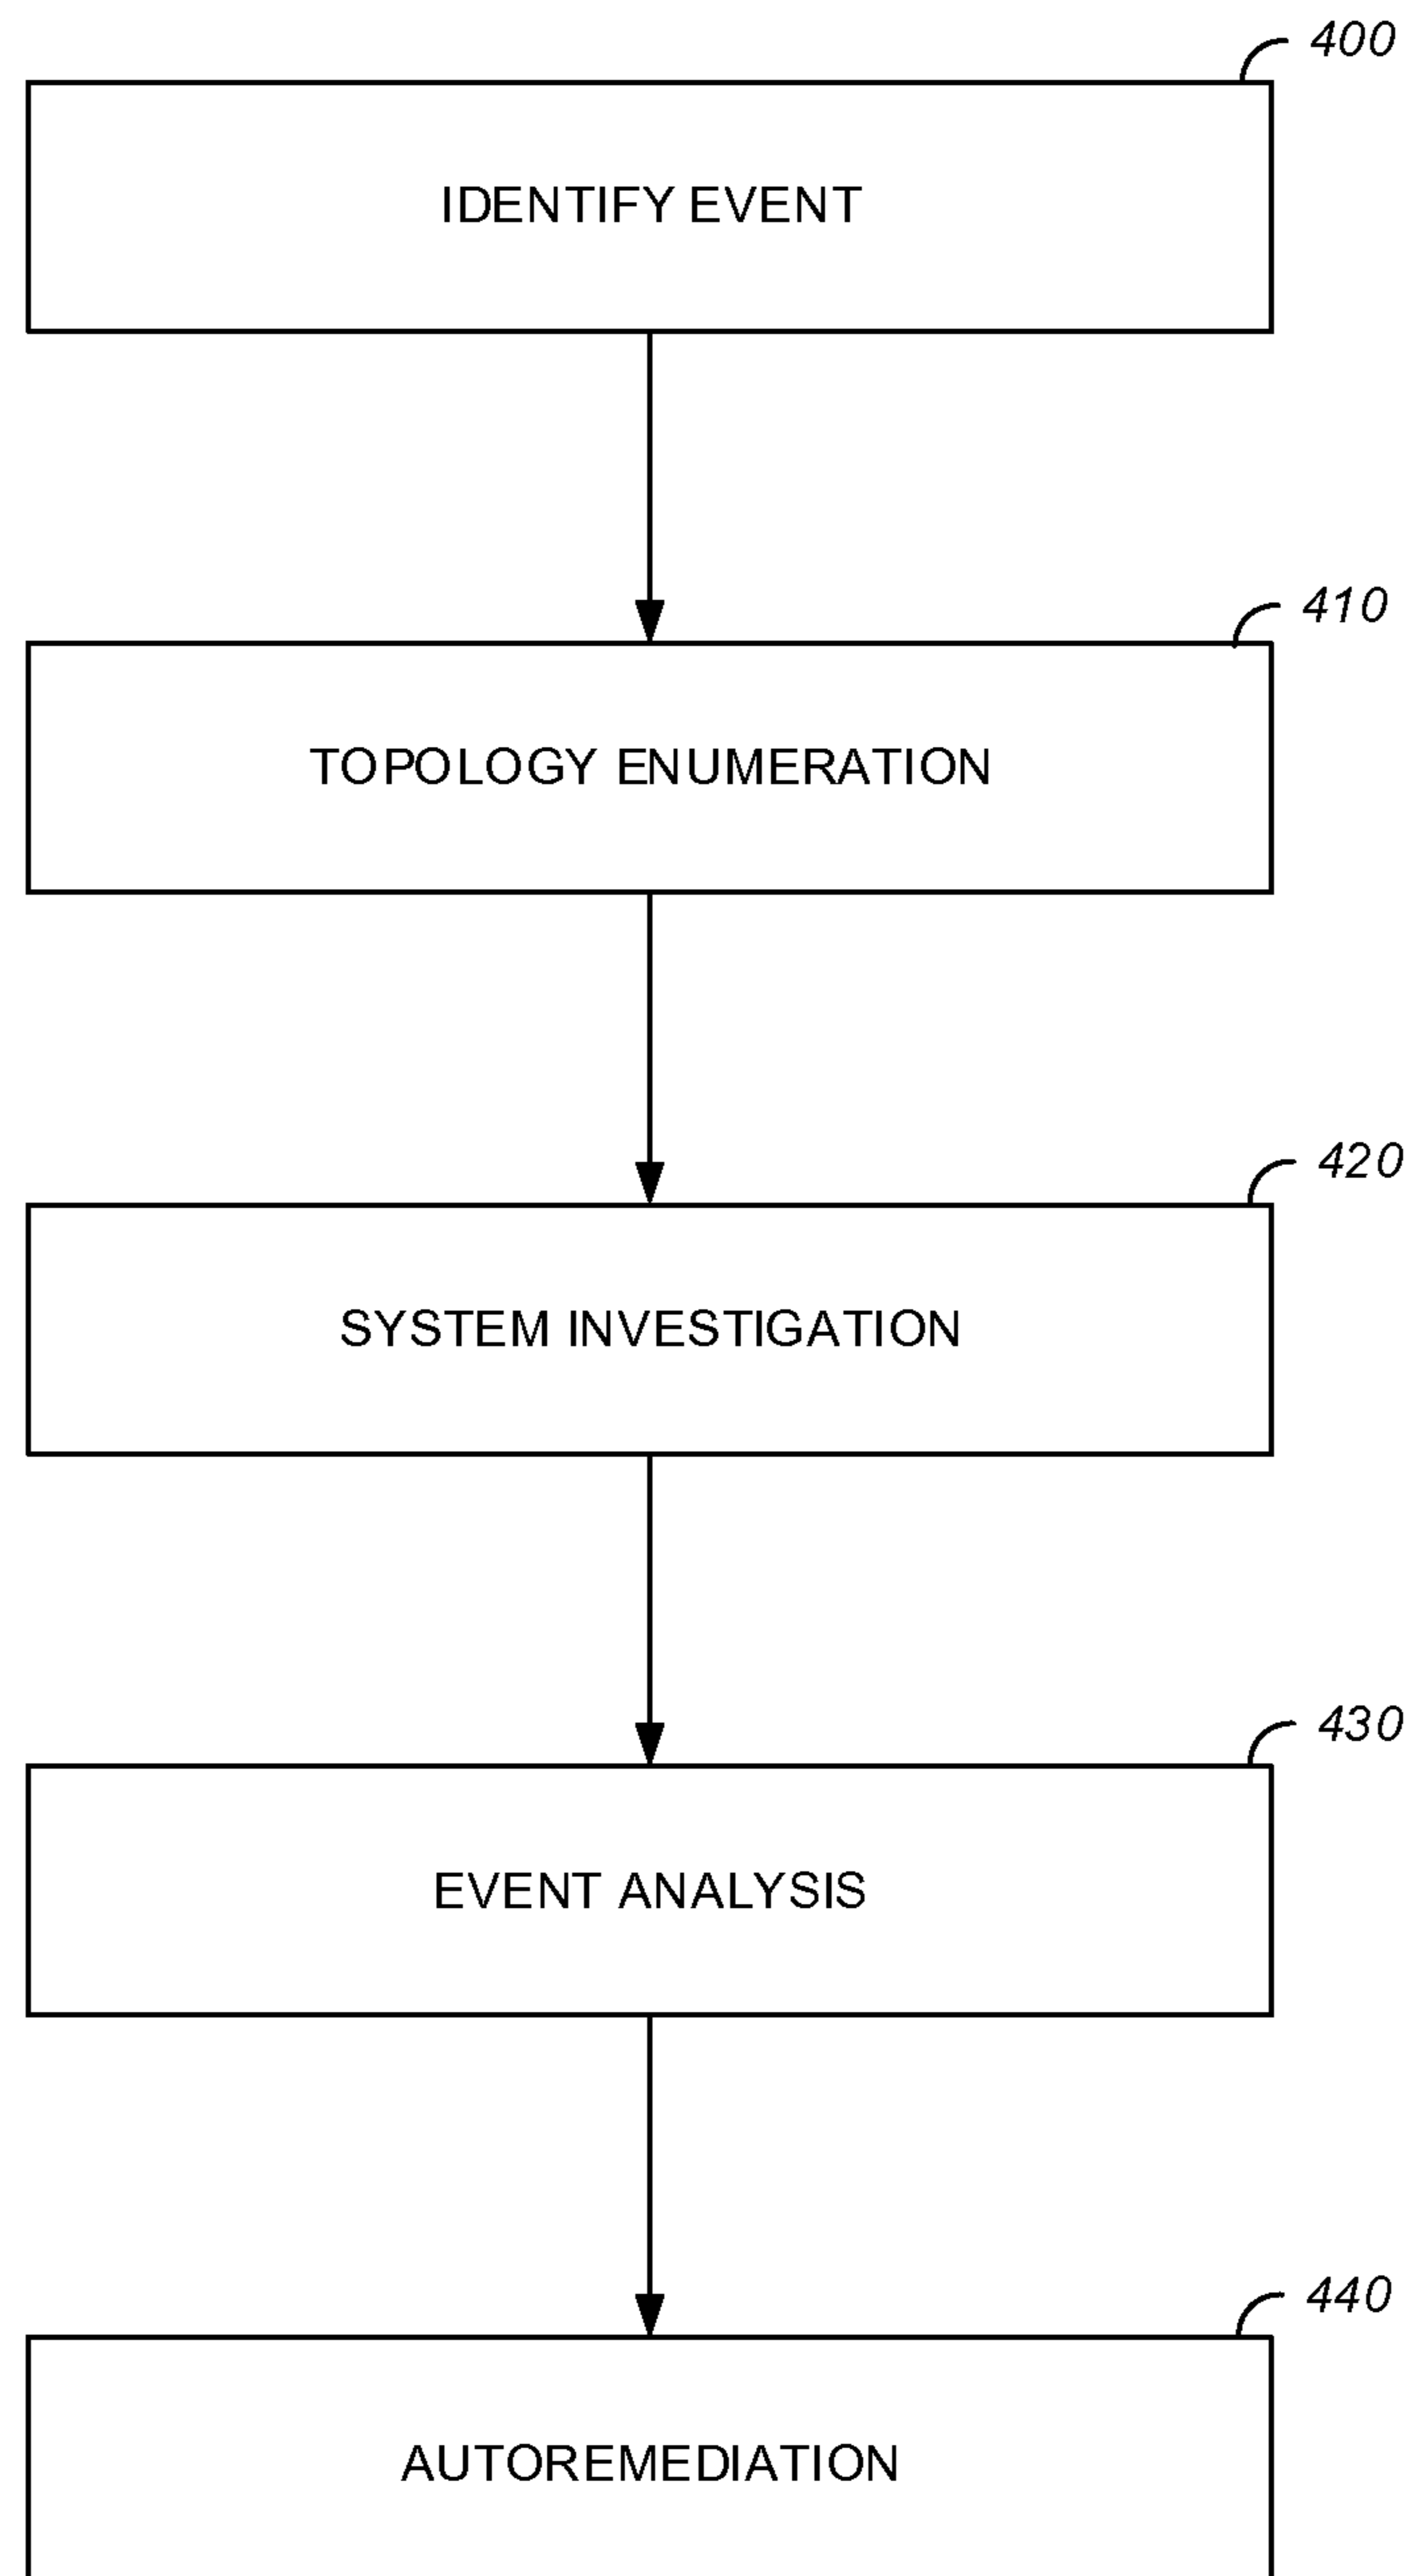 400
IDENTIFY EVENT
410
TOPOLOGY ENUMERATION
420
SYSTEM INVESTIGATION
430
EVENT ANALYSIS
440
AUTOREMEDIATION